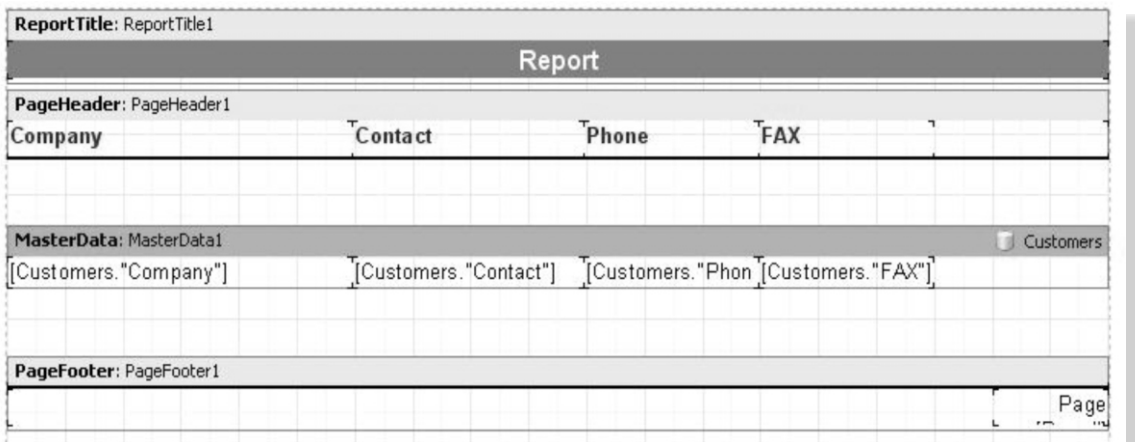 ReportTitle: ReportTitle1
Report
PageHeader: PageHeader1
Company Contact Phone FAX
MasterData: MasterData1 Customers
[Customers."Company"] [Customers."Contact"] [Customers."Phon [Customers."FAX"]
PageFooter: PageFooter1
Page